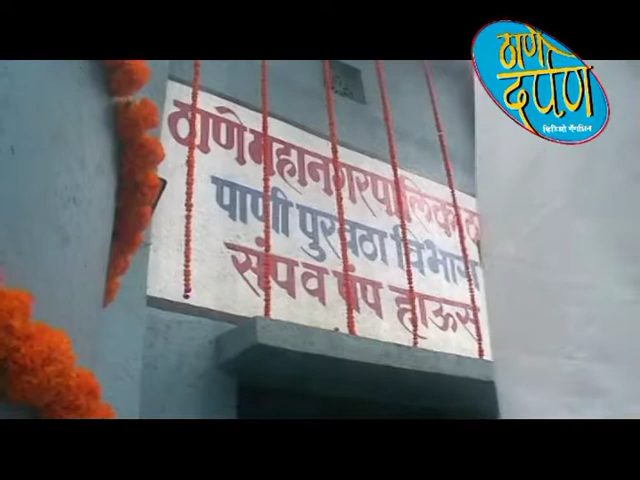 ठाणे
दर्पण
ठाणे महानगरपालिका ठा
पाणी पुरवठा विभाग
संप व पंप हाऊस